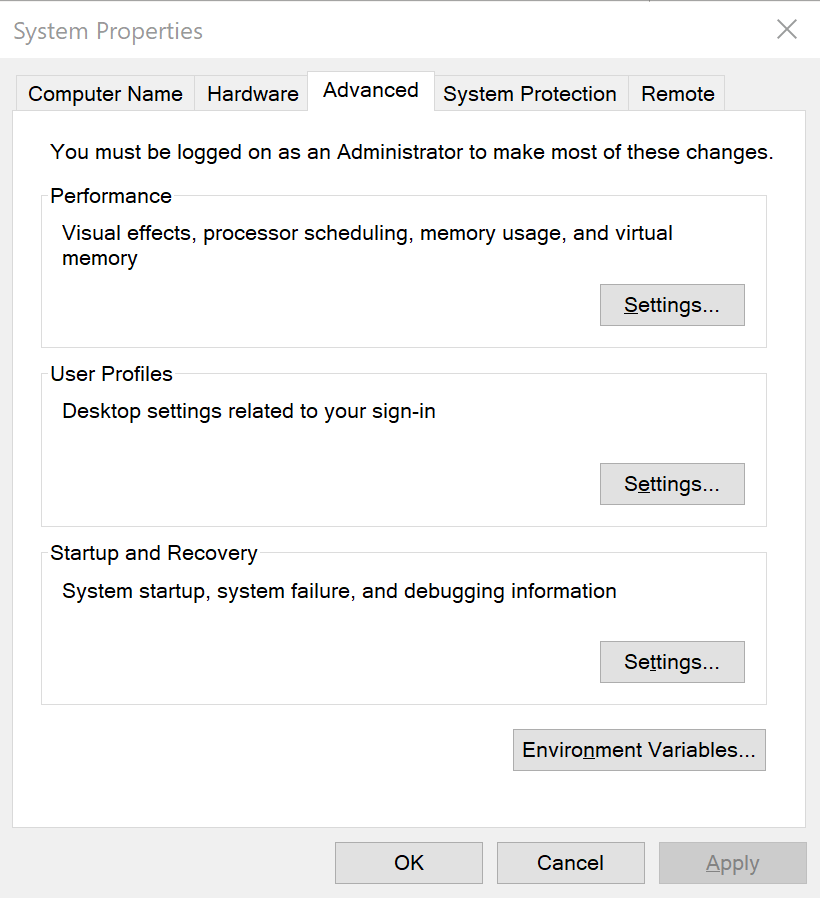 System Properties
Computer Name Hardware Advanced System Protection Remote
You must be logged on as an Administrator to make most of these changes.
Performance
Visual effects, processor scheduling, memory usage, and virtual
memory
Settings...
User Profiles
Desktop settings related to your sign-in
Settings...
Startup and Recovery
System startup, system failure, and debugging information
Settings...
Environment Variables...
OK Cancel Apply